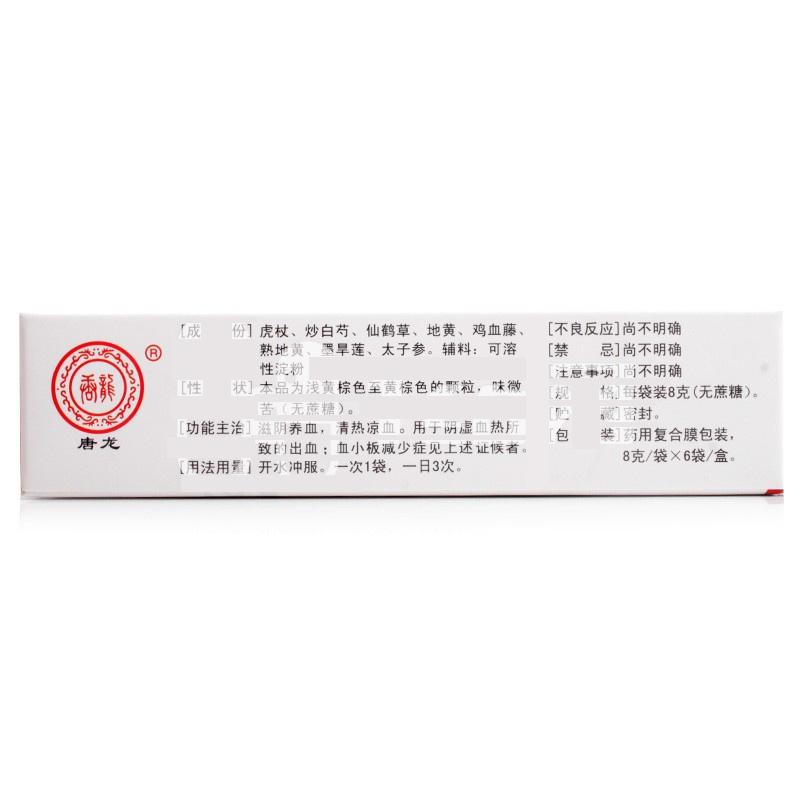 [成 份] 虎杖、炒白芍、仙鹤草、地黄、鸡血藤、
熟地黄、墨旱莲、太子参。辅料：可溶
性淀粉
[性 状] 本品为浅黄棕色至黄棕色的颗粒，味微
苦（无蔗糖）。
[功能主治] 滋阴养血，清热凉血。用于阴虚血热所
致的出血；血小板减少症见上述证候者。
[用法用量] 开水冲服。一次1袋，一日3次。
[不良反应] 尚不明确
[禁 忌] 尚不明确
[注意事项] 尚不明确
[规 格] 每袋装8克(无蔗糖)。
[贮 藏] 密封。
[包 装] 药用复合膜包装，
8克/袋×6袋/盒。
®
唐龙